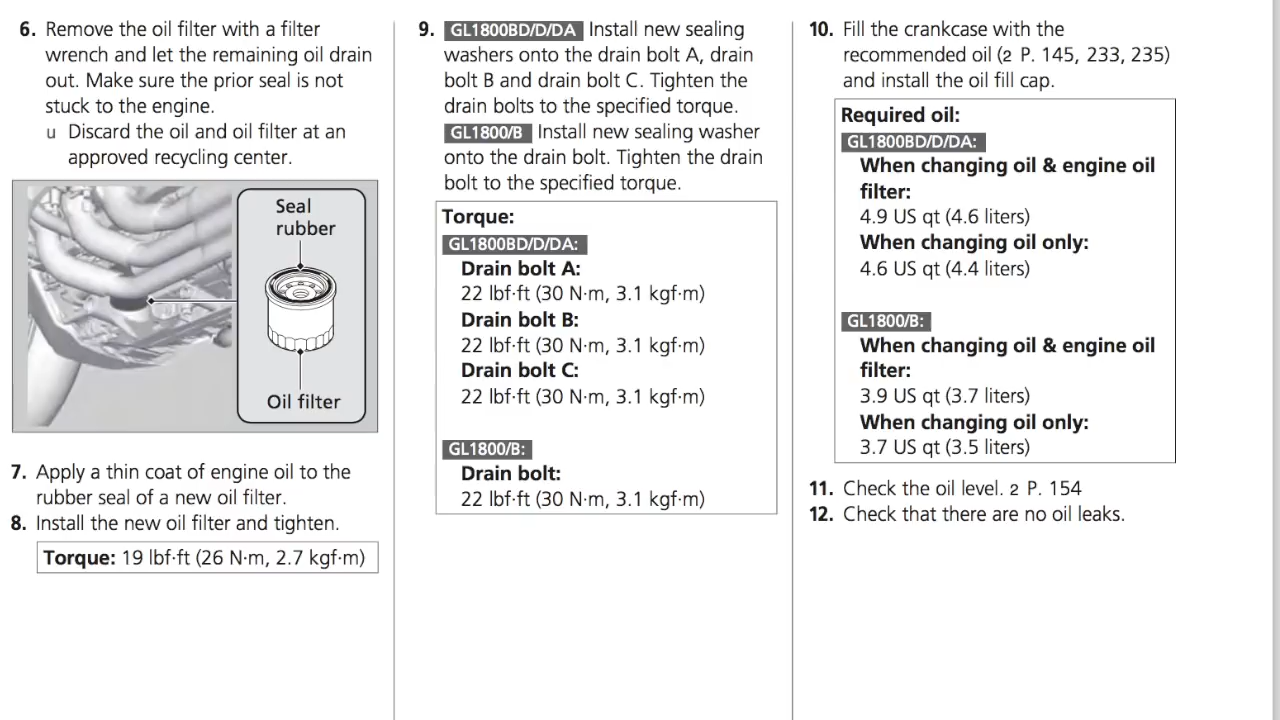 6. Remove the oil filter with a filter
wrench and let the remaining oil drain
out. Make sure the prior seal is not
stuck to the engine.
u Discard the oil and oil filter at an
approved recycling center.
Seal
rubber
Oil filter
7. Apply a thin coat of engine oil to the
rubber seal of a new oil filter.
8. Install the new oil filter and tighten.
Torque: 19 lbf·ft (26 N·m, 2.7 kgf·m)
9. GL1800BD/D/DA Install new sealing
washers onto the drain bolt A, drain
bolt B and drain bolt C. Tighten the
drain bolts to the specified torque.
GL1800/B Install new sealing washer
onto the drain bolt. Tighten the drain
bolt to the specified torque.
Torque:
GL1800BD/D/DA:
Drain bolt A:
22 lbf·ft (30 N·m, 3.1 kgf·m)
Drain bolt B:
22 lbf·ft (30 N·m, 3.1 kgf·m)
Drain bolt C:
22 lbf·ft (30 N·m, 3.1 kgf·m)
GL1800/B:
Drain bolt:
22 lbf·ft (30 N·m, 3.1 kgf·m)
10. Fill the crankcase with the
recommended oil (2 P. 145, 233, 235)
and install the oil fill cap.
Required oil:
GL1800BD/D/DA:
When changing oil & engine oil
filter:
4.9 US qt (4.6 liters)
When changing oil only:
4.6 US qt (4.4 liters)
GL1800/B:
When changing oil & engine oil
filter:
3.9 US qt (3.7 liters)
When changing oil only:
3.7 US qt (3.5 liters)
11. Check the oil level. 2 P. 154
12. Check that there are no oil leaks.